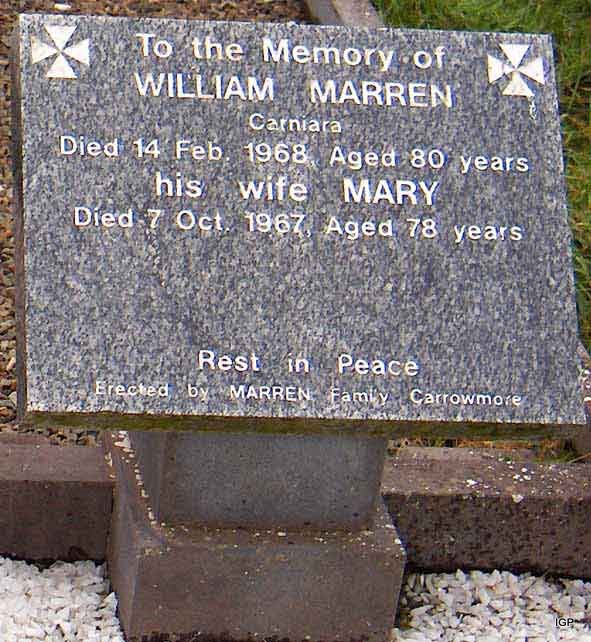 To the Memory of
WILLIAM MARREN
Carniara
Died 14 Feb. 1968, Aged 80 years
his wife MARY
Died 7 Oct. 1967, Aged 78 years
Rest in Peace
Erected by MARREN Family Carrowmore
IGP